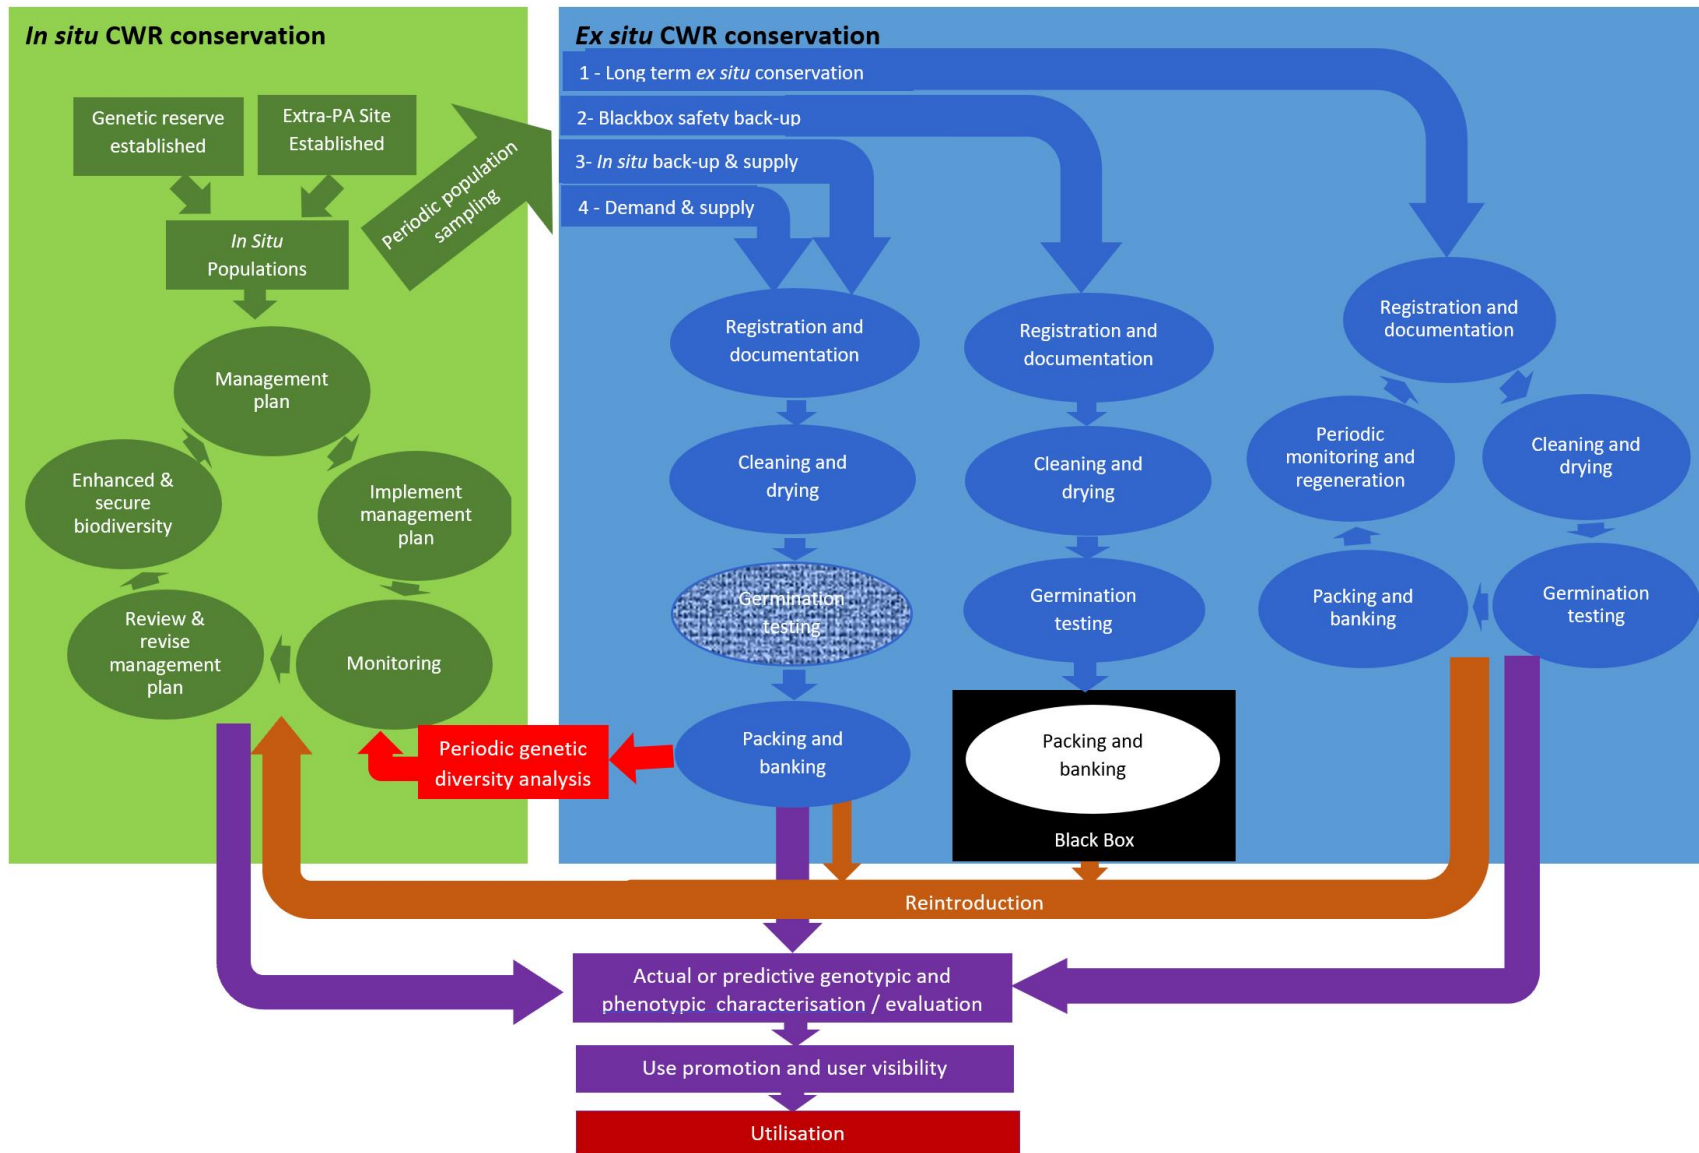 In situ CWR conservation
Genetic reserve
established
Extra-PA Site
Established
Periodic population
sampling
In Situ
Populations
Management
plan
Enhanced &
secure
biodiversity
Implement
management
plan
Review &
revise
management
plan
Monitoring
Ex situ CWR conservation
1 - Long term ex situ conservation
2- Blackbox safety back-up
3- In situ back-up & supply
4 - Demand & supply
Registration and
documentation
Cleaning and
drying
Germination
testing
Packing and
banking
Periodic genetic
diversity analysis
Registration and
documentation
Cleaning and
drying
Germination
testing
Packing and
banking
Black Box
Registration and
documentation
Periodic
monitoring and
regeneration
Cleaning and
drying
Packing and
banking
Germination
testing
Reintroduction
Actual or predictive genotypic and
phenotypic characterisation / evaluation
Use promotion and user visibility
Utilisation